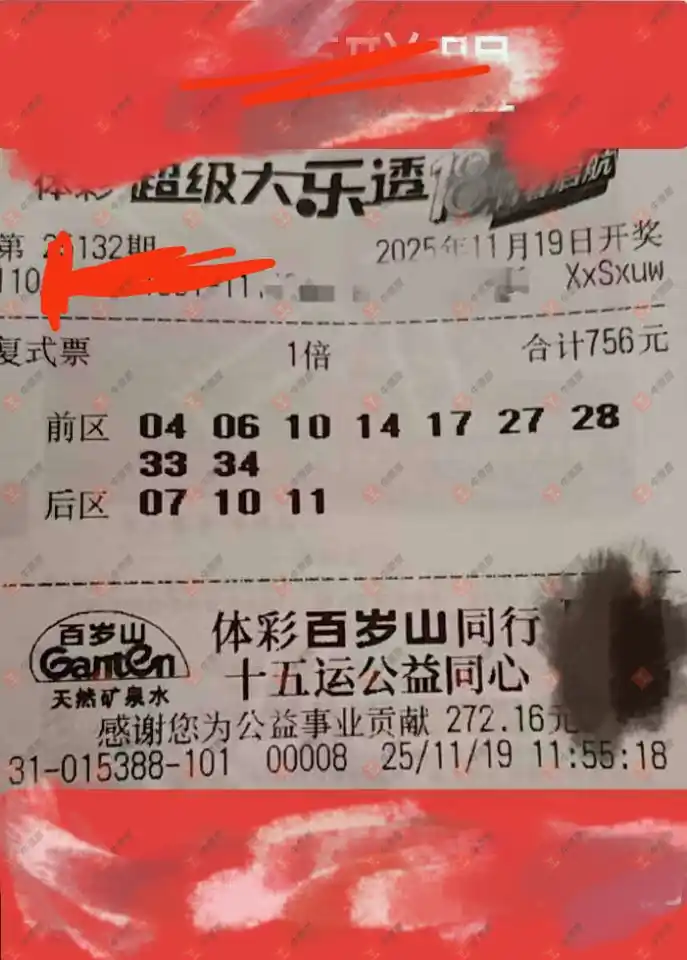 体彩 超级大乐透
第 2 132期 2025年11月19日开奖
110 XxSxuw
复式票 1倍 合计756元
前区 04 06 10 14 17 27 28
33 34
后区 07 10 11
百岁山
Ganten
天然矿泉水
体彩百岁山同行
十五运公益同心
感谢您为公益事业贡献 272.16元
31-015388-101 00008 25/11/19 11:55:18